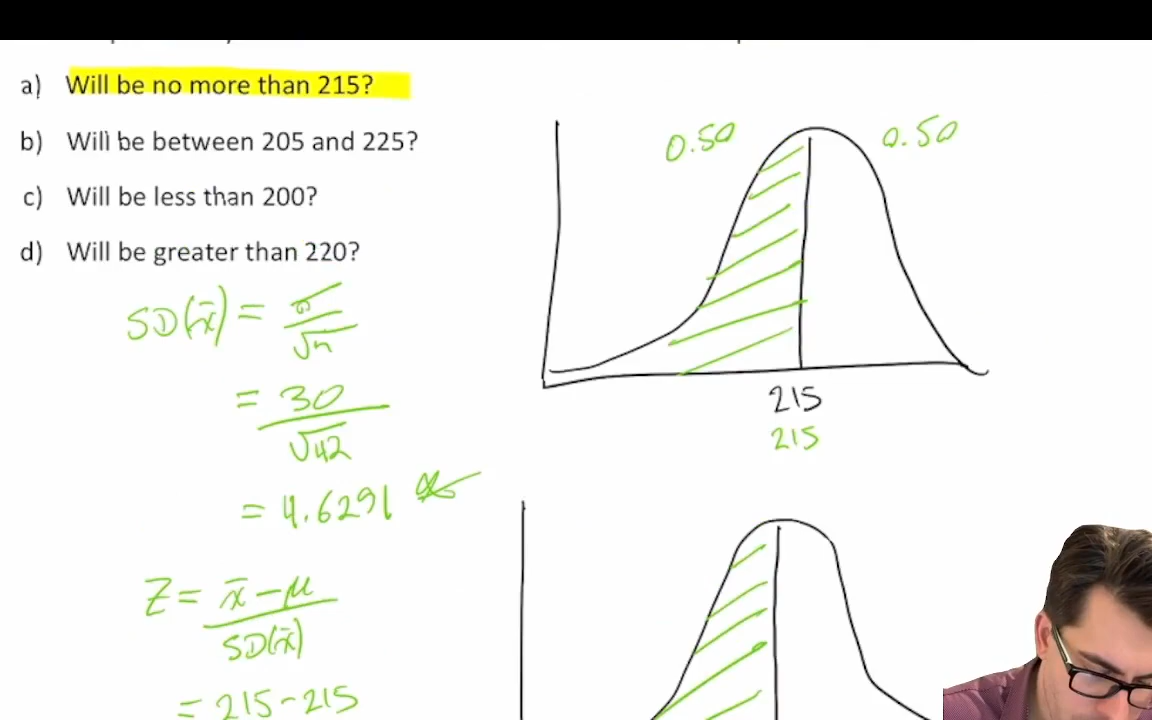 a) Will be no more than 215?
b) Will be between 205 and 225?
c) Will be less than 200?
d) Will be greater than 220?
SD(x̄) = σ/√n
= 30/√42
= 4.6291
Z = x̄ - μ / SD(x̄)
= 215 - 215
0.50 0.50
215
215